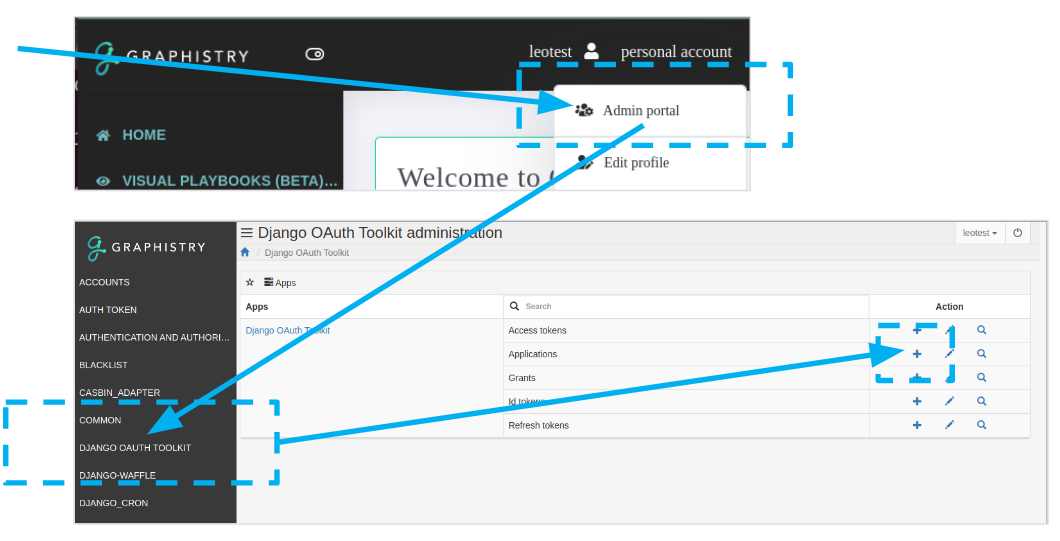 GRAPHISTRY
leotest personal account
Admin portal
HOME
Edit profile
VISUAL PLAYBOOKS (BETA)...
Welcome to
GRAPHISTRY
Django OAuth Toolkit administration
leotest
/ Django OAuth Toolkit
ACCOUNTS
Apps
AUTH TOKEN
Apps Search Action
AUTHENTICATION AND AUTHORI...
Django OAuth Toolkit Access tokens
BLACKLIST
Applications
CASBIN_ADAPTER
Grants
COMMON
Id tokens
DJANGO OAUTH TOOLKIT
Refresh tokens
DJANGO-WAFFLE
DJANGO_CRON